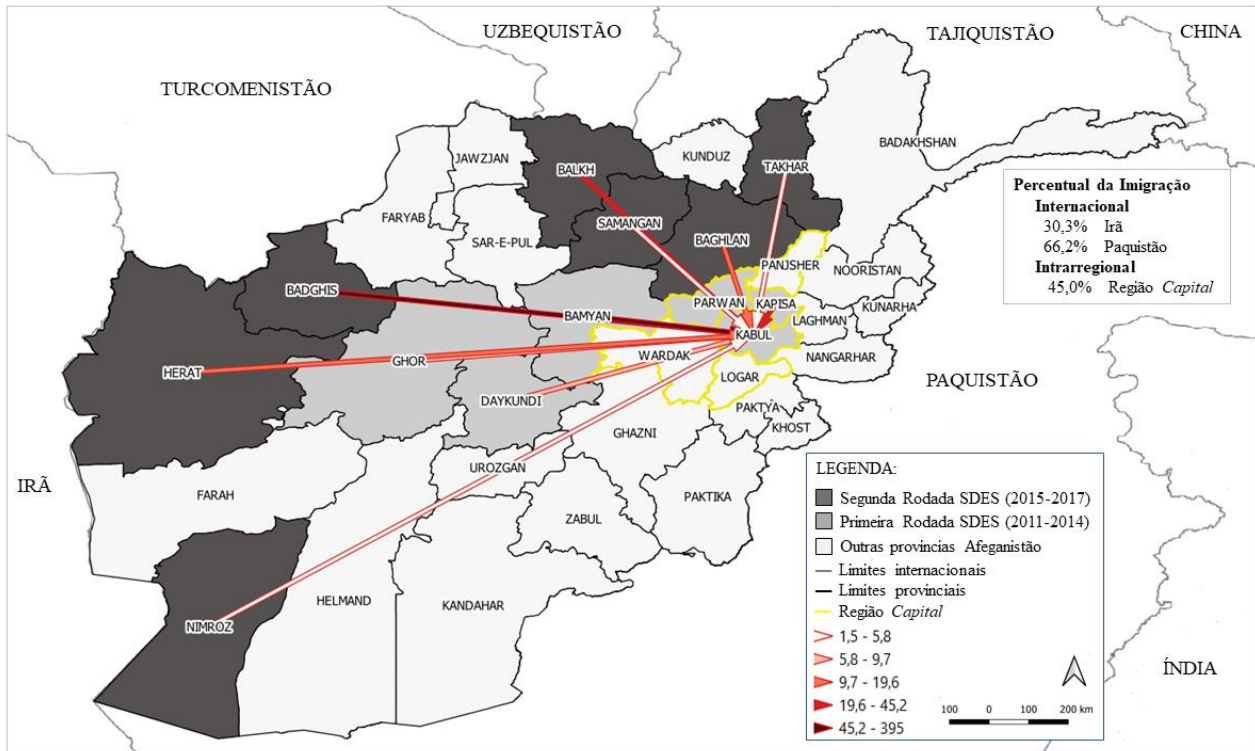 UZBEQUISTÃO
TAJIQUISTÃO
CHINA
TURCOMENISTÃO
BADAKHSHAN
JAWZJAN
KUNDUZ
BALKH
TAKHAR
FARYAB
SAMANGAN
SAR-E-PUL
BAGHLAN
PANJSHER
NOORISTAN
BADGHIS
PARWAN
KAPISA
KUNARHA
BAMYAN
LAGHMAN
KABUL
HERAT
GHOR
WARDAK
NANGARHAR
LOGAR
DAYKUNDI
PAKTYA
GHAZNI
KHOST
UROZGAN
FARAH
PAKTIKA
ZABUL
HELMAND
KANDAHAR
NIMROZ
IRÃ
PAQUISTÃO
ÍNDIA
Percentual da Imigração
Internacional
30,3% Irã
66,2% Paquistão
Intrarregional
45,0% Região Capital
LEGENDA:
Segunda Rodada SDES (2015-2017)
Primeira Rodada SDES (2011-2014)
Outras provincias Afeganistão
Limites internacionais
Limites provinciais
Região Capital
1,5 - 5,8
5,8 - 9,7
9,7 - 19,6
19,6 - 45,2
45,2 - 395
100 0 100 200 km